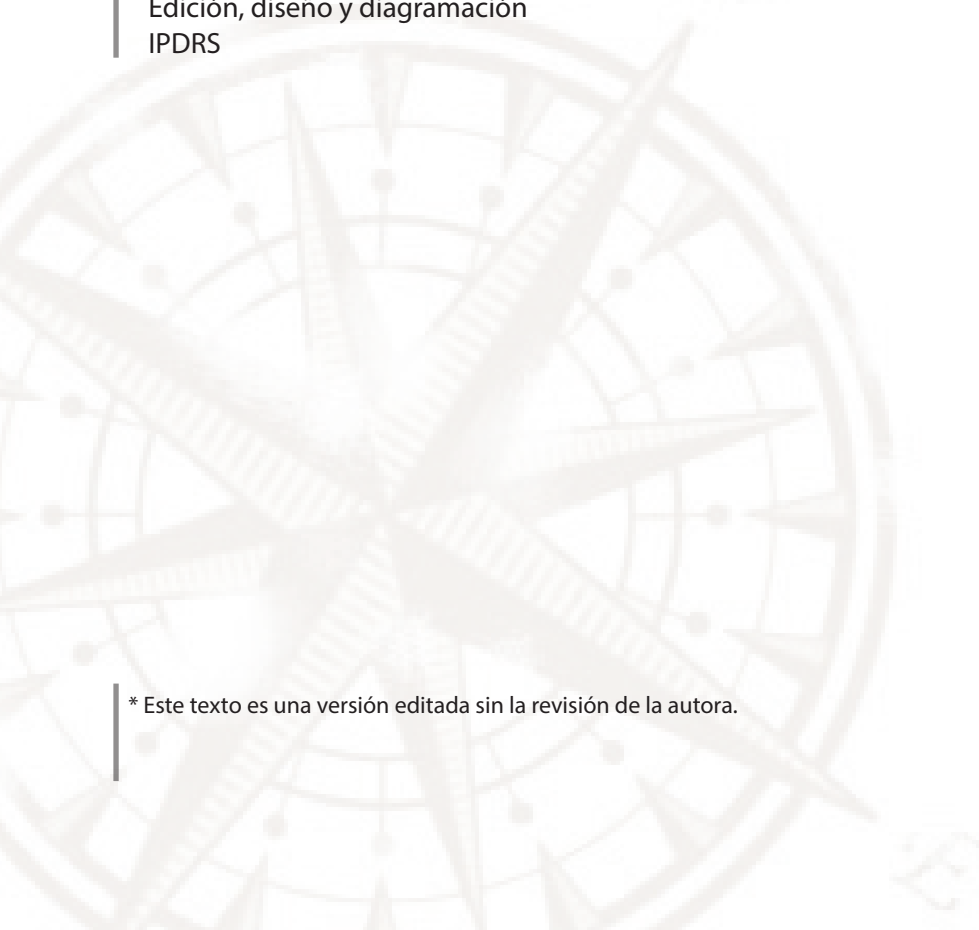 Edición, diseño y diagramación
IPDRS
* Este texto es una versión editada sin la revisión de la autora.